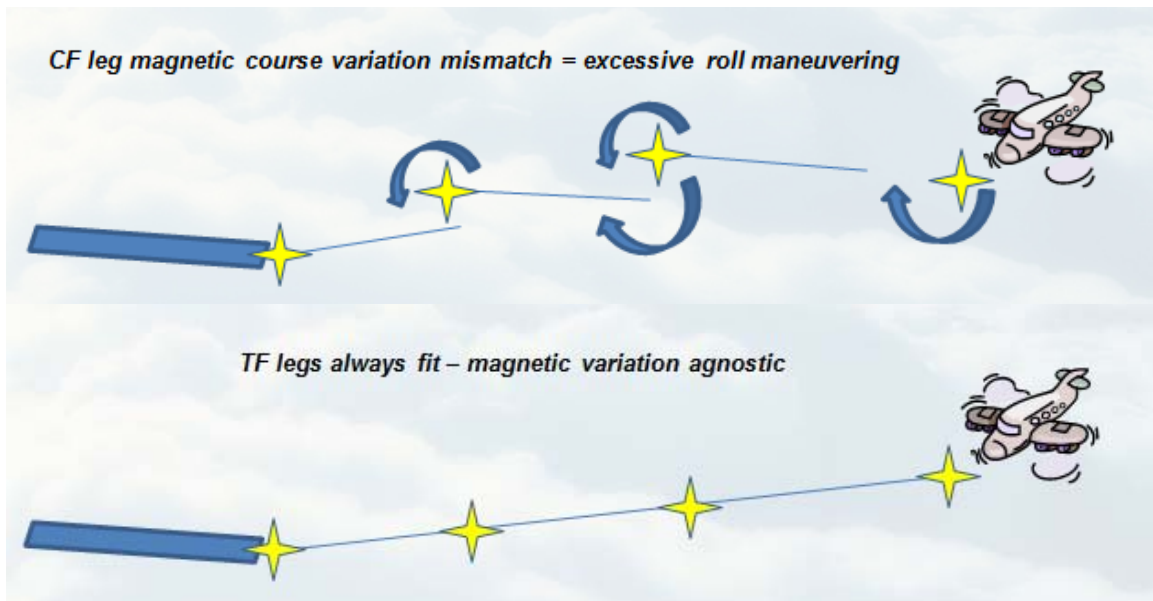 CF leg magnetic course variation mismatch = excessive roll maneuvering
TF legs always fit – magnetic variation agnostic